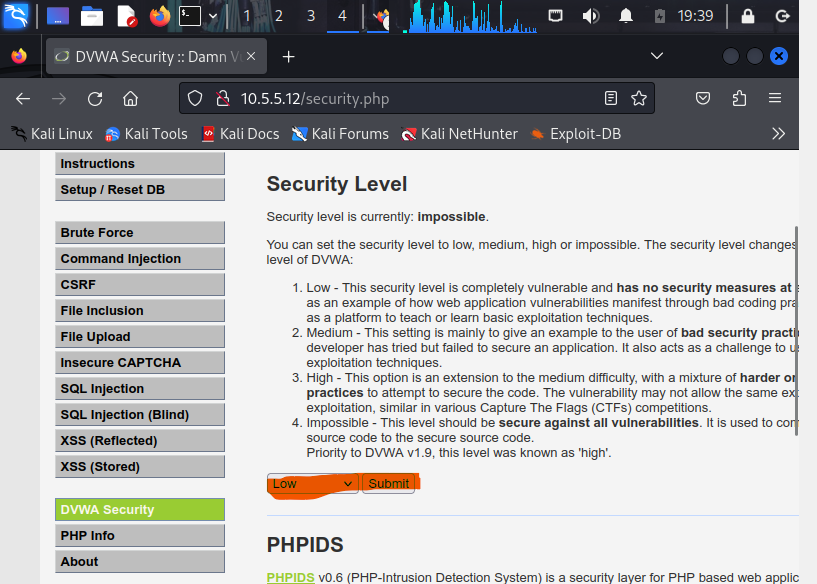 1 2 3 4 19:39
DVWA Security :: Damn Vu
10.5.5.12/security.php
Kali Linux Kali Tools Kali Docs Kali Forums Kali NetHunter Exploit-DB
Instructions
Setup / Reset DB
Brute Force
Command Injection
CSRF
File Inclusion
File Upload
Insecure CAPTCHA
SQL Injection
SQL Injection (Blind)
XSS (Reflected)
XSS (Stored)
DVWA Security
PHP Info
About
Security Level
Security level is currently: impossible.
You can set the security level to low, medium, high or impossible. The security level changes
level of DVWA:
1. Low - This security level is completely vulnerable and has no security measures at
as an example of how web application vulnerabilities manifest through bad coding pra
as a platform to teach or learn basic exploitation techniques.
2. Medium - This setting is mainly to give an example to the user of bad security practi
developer has tried but failed to secure an application. It also acts as a challenge to u
exploitation techniques.
3. High - This option is an extension to the medium difficulty, with a mixture of harder or
practices to attempt to secure the code. The vulnerability may not allow the same ex
exploitation, similar in various Capture The Flags (CTFs) competitions.
4. Impossible - This level should be secure against all vulnerabilities. It is used to com
source code to the secure source code.
Priority to DVWA v1.9, this level was known as 'high'.
Low Submit
PHPIDS
PHPIDS v0.6 (PHP-Intrusion Detection System) is a security layer for PHP based web applic